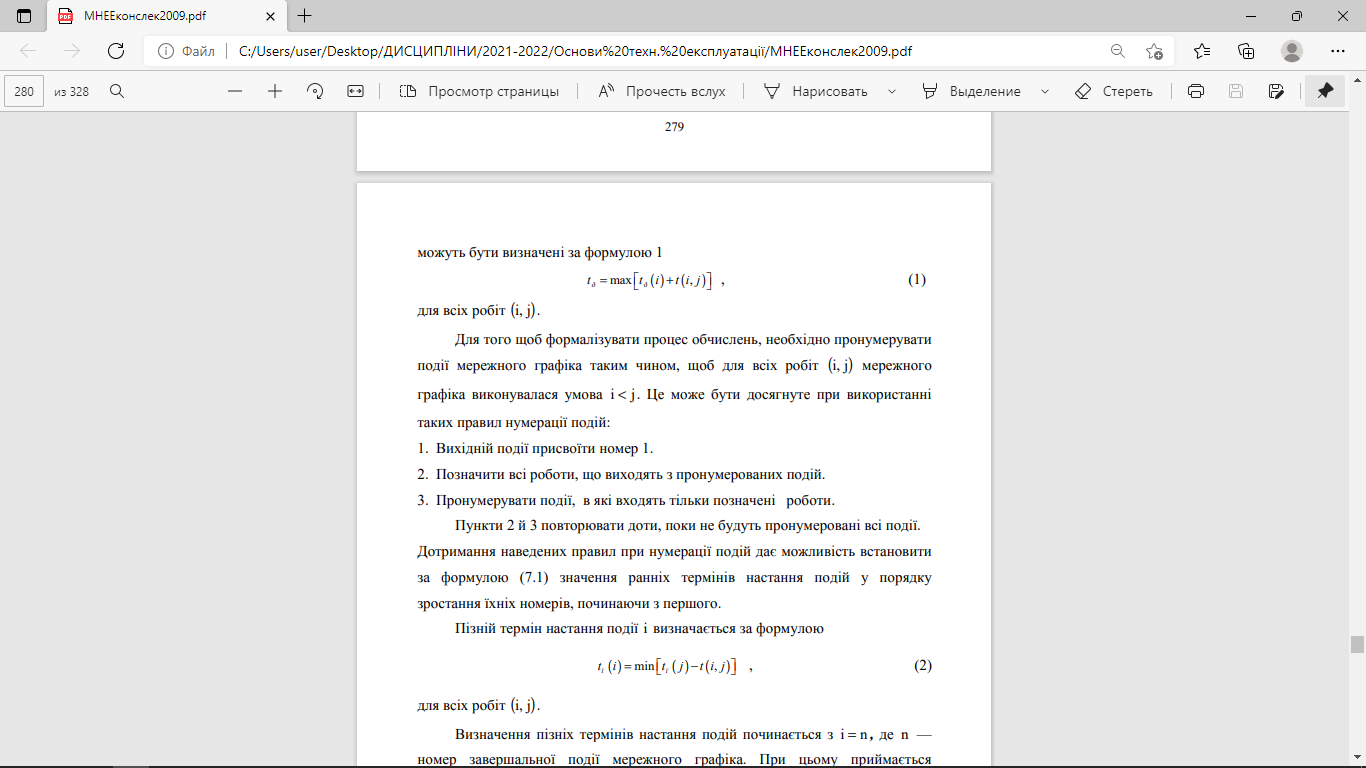 МНЕЕконслек2009.pdf
Файл C:/Users/user/Desktop/ДИСЦИПЛІНИ/2021-2022/Основи%20техн.%20експлуатації/МНЕЕконслек2009.pdf
280 из 328 Просмотр страницы Прочесть вслух Нарисовать Выделение Стереть
279
можуть бути визначені за формулою 1
t∂ = max[t∂(i)+t(i, j)] , (1)
для всіх робіт (i, j).
Для того щоб формалізувати процес обчислень, необхідно пронумерувати
події мережного графіка таким чином, щоб для всіх робіт (i, j) мережного
графіка виконувалася умова i < j. Це може бути досягнуте при використанні
таких правил нумерації подій:
1. Вихідній події присвоїти номер 1.
2. Позначити всі роботи, що виходять з пронумерованих подій.
3. Пронумерувати події, в які входять тільки позначені роботи.
Пункти 2 й 3 повторювати доти, поки не будуть пронумеровані всі події.
Дотримання наведених правил при нумерації подій дає можливість встановити
за формулою (7.1) значення ранніх термінів настання подій у порядку
зростання їхніх номерів, починаючи з першого.
Пізній термін настання події i визначається за формулою
ti(i) = min[ti(j)−t(i, j)] , (2)
для всіх робіт (i, j).
Визначення пізніх термінів настання подій починається з i = n, де n —
номер завершальної події мережного графіка. При цьому приймається